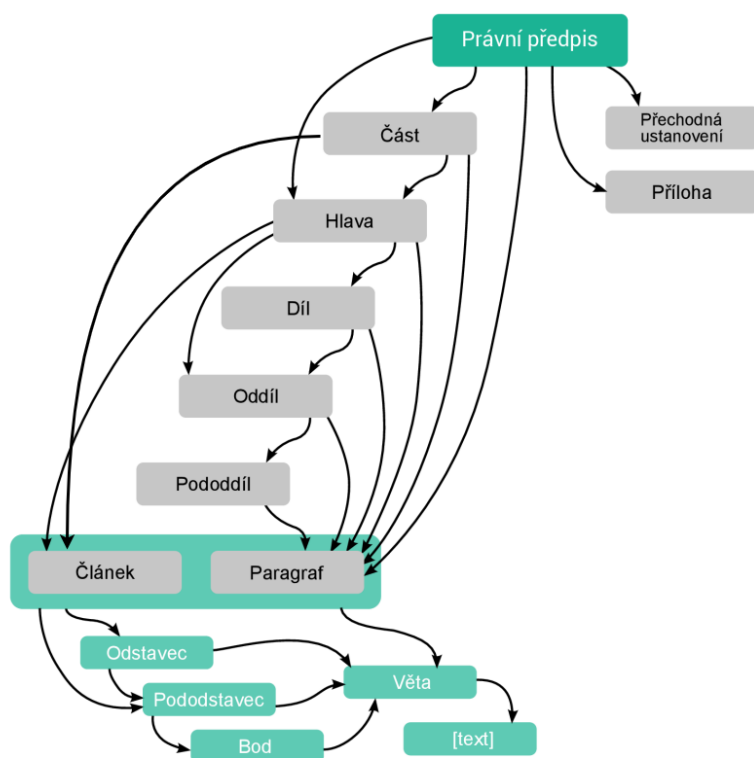 Právní předpis
Část
Přechodná
ustanovení
Příloha
Hlava
Díl
Oddíl
Pododdíl
Článek
Paragraf
Odstavec
Věta
Pododstavec
Bod
[text]